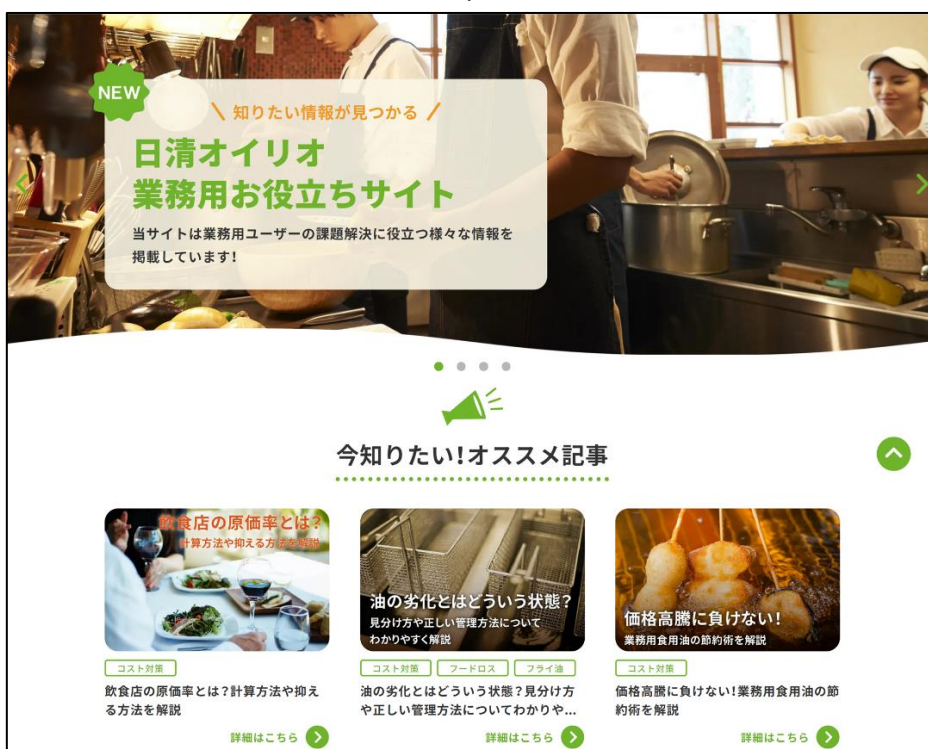 NEW
知りたい情報が見つかる
日清オイリオ
業務用お役立ちサイト
当サイトは業務用ユーザーの課題解決に役立つ様々な情報を
掲載しています!
今知りたい!オススメ記事
飲食店の原価率とは?
計算方法や抑える方法を解説
コスト対策
飲食店の原価率とは?計算方法や抑え
る方法を解説
詳細はこちら
油の劣化とはどういう状態?
見分け方や正しい管理方法について
わかりやすく解説
コスト対策 フードロス フライ油
油の劣化とはどういう状態?見分け方
や正しい管理方法についてわかりや...
詳細はこちら
価格高騰に負けない!
業務用食用油の節約術を解説
コスト対策
価格高騰に負けない!業務用食用油の節
約術を解説
詳細はこちら